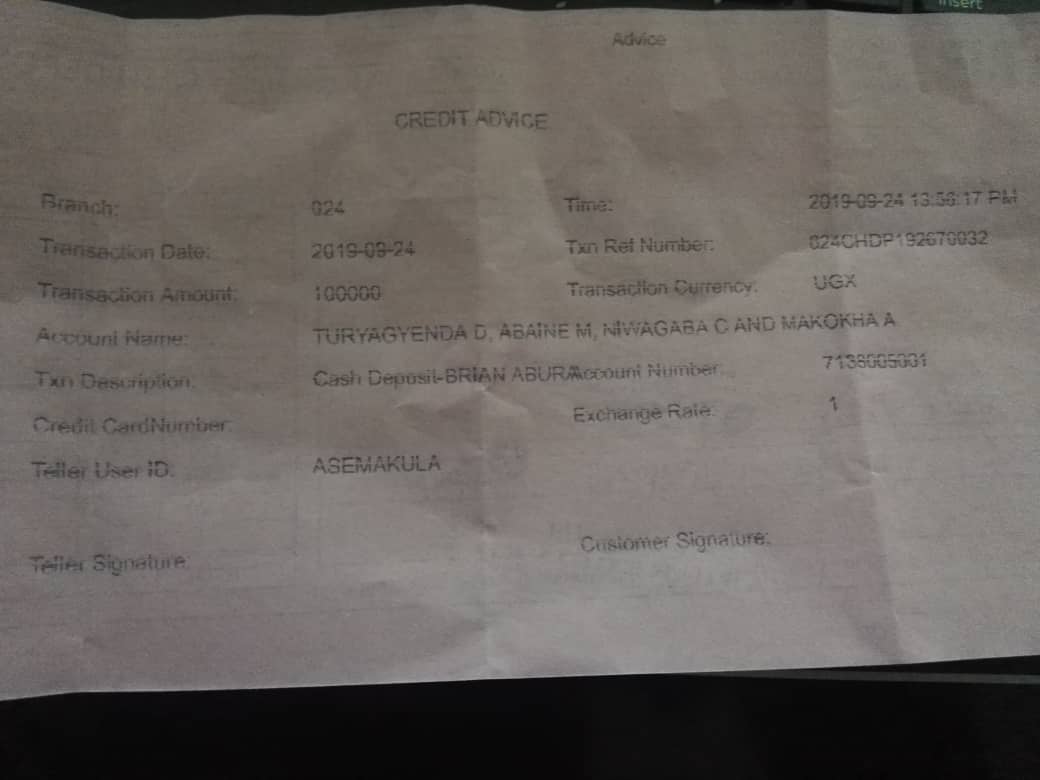 Insert
Advice
CREDIT ADVICE
Branch: 024 Time: 2019-09-24 13:56:17 PM
Transaction Date: 2019-09-24 Txn Ref Number: 024CHDP192670032
Transaction Amount: 100000 Transaction Currency: UGX
Account Name: TURYAGYENDA D, ABAINE M, NIWAGABA C AND MAKOKHA A
Txn Description: Cash Deposit-BRIAN ABURA Account Number: 7136005001
Credit CardNumber: Exchange Rate: 1
Teller User ID: ASEMAKULA
Teller Signature: Customer Signature: